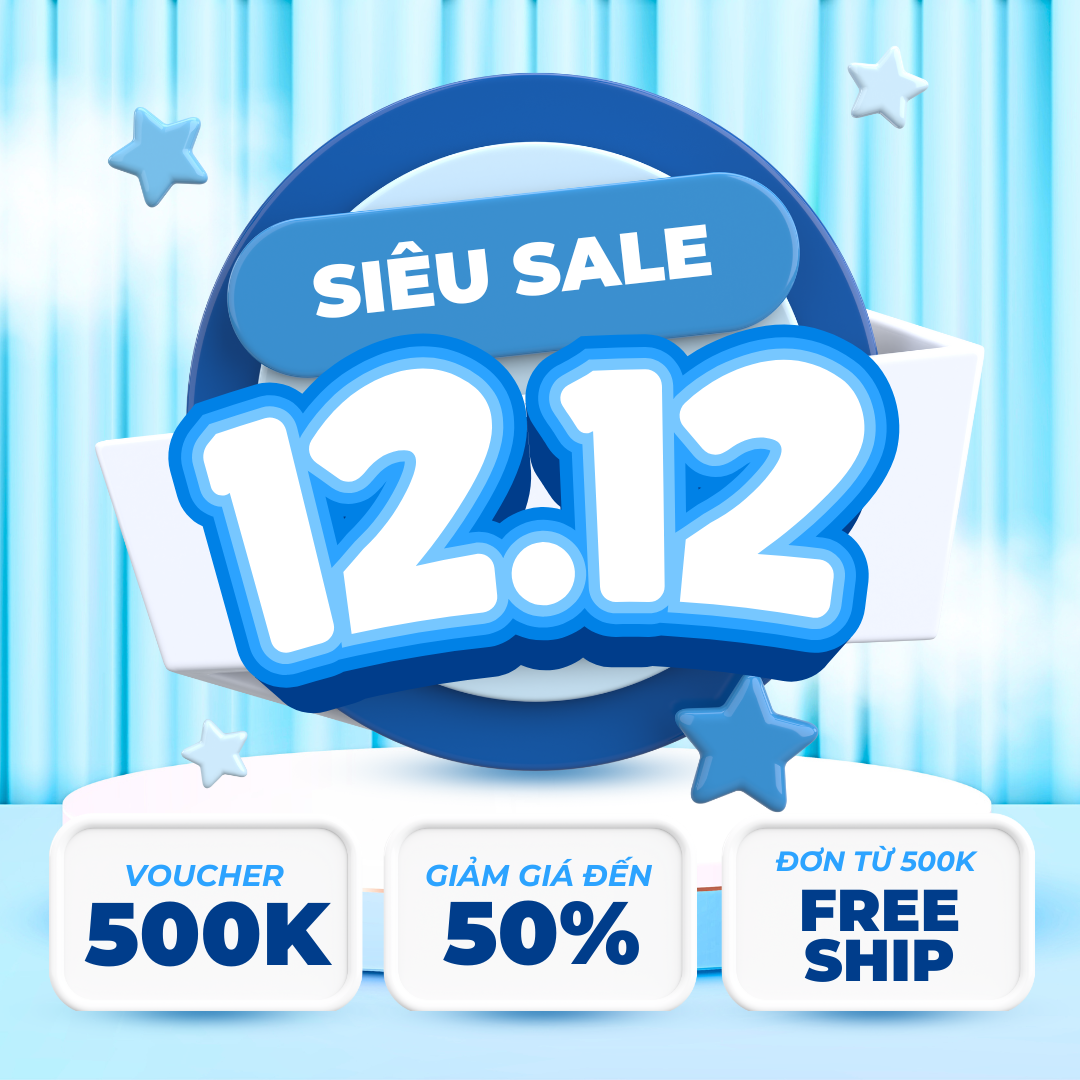 SIÊU SALE
12.12
VOUCHER
500K
GIẢM GIÁ ĐẾN
50%
ĐƠN TỪ 500K
FREE
SHIP